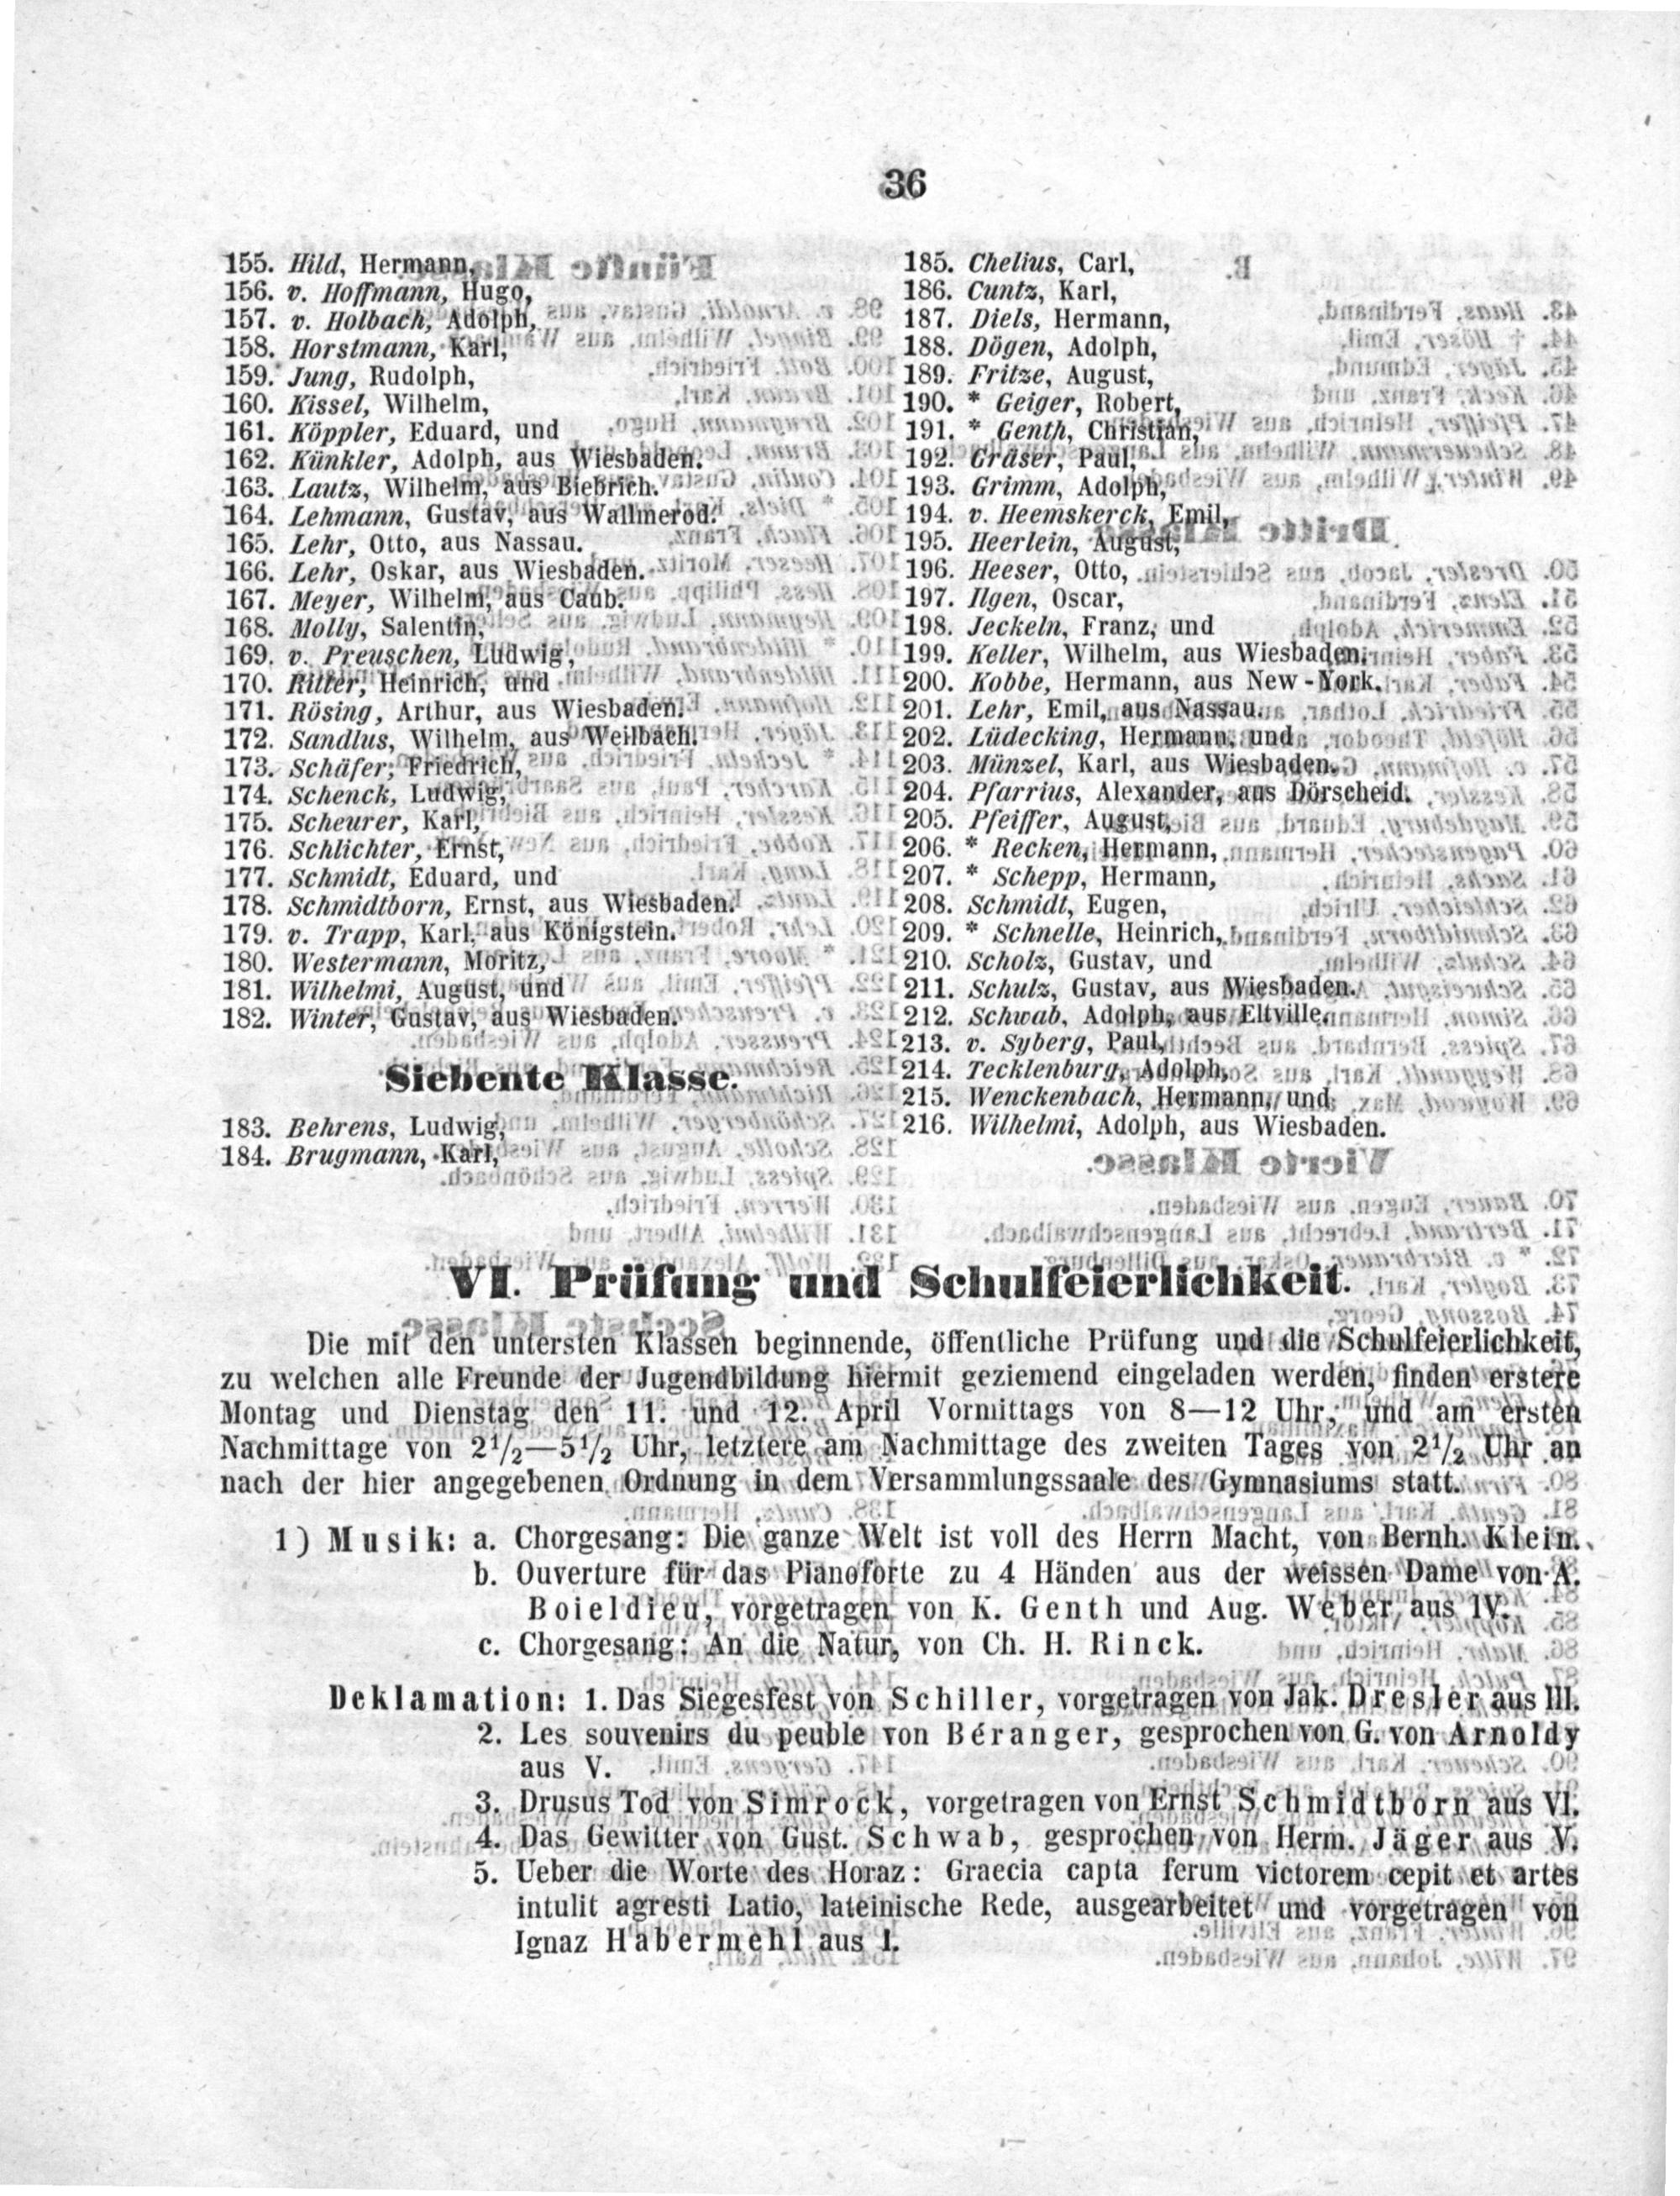 36
155. Hild, Hermann,
156. v. Hoffmann, Hugo,
157. v. Holbach, Adolph,
158. Horstmann, Karl,
159. Jung, Rudolph,
160. Kissel, Wilhelm,
161. Köppler, Eduard, und
162. Künkler, Adolph, aus Wiesbaden.
163. Lautz, Wilhelm, aus Biebrich.
164. Lehmann, Gustav, aus Wallmerod.
165. Lehr, Otto, aus Nassau.
166. Lehr, Oskar, aus Wiesbaden.
167. Meyer, Wilhelm, aus Caub.
168. Molly, Salentin,
169. v. Preuschen, Ludwig,
170. Ritter, Heinrich, und
171. Rösing, Arthur, aus Wiesbaden.
172. Sandlus, Wilhelm, aus Weilbach.
173. Schäfer, Friedrich,
174. Schenck, Ludwig,
175. Scheurer, Karl,
176. Schlichter, Ernst,
177. Schmidt, Eduard, und
178. Schmidtborn, Ernst, aus Wiesbaden.
179. v. Trapp, Karl, aus Königstein.
180. Westermann, Moritz,
181. Wilhelmi, August, und
182. Winter, Gustav, aus Wiesbaden.
Siebente Klasse.
183. Behrens, Ludwig,
184. Brugmann, Karl,
185. Chelius, Carl,
186. Cuntz, Karl,
187. Diels, Hermann,
188. Dögen, Adolph,
189. Fritze, August,
190. * Geiger, Robert,
191. * Genth, Christian,
192. Gräser, Paul,
193. Grimm, Adolph,
194. v. Heemskerck, Emil,
195. Heerlein, August,
196. Heeser, Otto,
197. Ilgen, Oscar,
198. Jeckeln, Franz, und
199. Keller, Wilhelm, aus Wiesbaden.
200. Kobbe, Hermann, aus New-York.
201. Lehr, Emil, aus Nassau.
202. Lüdecking, Hermann, und
203. Münzel, Karl, aus Wiesbaden.
204. Pfarrius, Alexander, aus Dörscheid.
205. Pfeiffer, August,
206. * Recken, Hermann,
207. * Schepp, Hermann,
208. Schmidt, Eugen,
209. * Schnelle, Heinrich,
210. Scholz, Gustav, und
211. Schulz, Gustav, aus Wiesbaden.
212. Schwab, Adolph, aus Eltville.
213. v. Syberg, Paul,
214. Tecklenburg, Adolph,
215. Wenckenbach, Hermann, und
216. Wilhelmi, Adolph, aus Wiesbaden.
VI. Prüfung und Schulfeierlichkeit.
Die mit den untersten Klassen beginnende, öffentliche Prüfung und die Schulfeierlichkeit,
zu welchen alle Freunde der Jugendbildung hiermit geziemend eingeladen werden, finden erstere
Montag und Dienstag den 11. und 12. April Vormittags von 8—12 Uhr, und am ersten
Nachmittage von 2 1/2—5 1/2 Uhr, letztere am Nachmittage des zweiten Tages von 2 1/2 Uhr an
nach der hier angegebenen Ordnung in dem Versammlungssaale des Gymnasiums statt.
1) Musik: a. Chorgesang: Die ganze Welt ist voll des Herrn Macht, von Bernh. Klein.
b. Ouverture für das Pianoforte zu 4 Händen aus der weissen Dame von A.
Boieldieu, vorgetragen von K. Genth und Aug. Weber aus IV.
c. Chorgesang: An die Natur, von Ch. H. Rinck.
Deklamation: 1. Das Siegesfest von Schiller, vorgetragen von Jak. Dresler aus III.
2. Les souvenirs du peuble von Béranger, gesprochen von G. von Arnoldy
aus V.
3. Drusus Tod von Simrock, vorgetragen von Ernst Schmidtborn aus VI.
4. Das Gewitter von Gust. Schwab, gesprochen von Herm. Jäger aus V.
5. Ueber die Worte des Horaz: Graecia capta ferum victorem cepit et artes
intulit agresti Latio, lateinische Rede, ausgearbeitet und vorgetragen von
Ignaz Habermehl aus I.